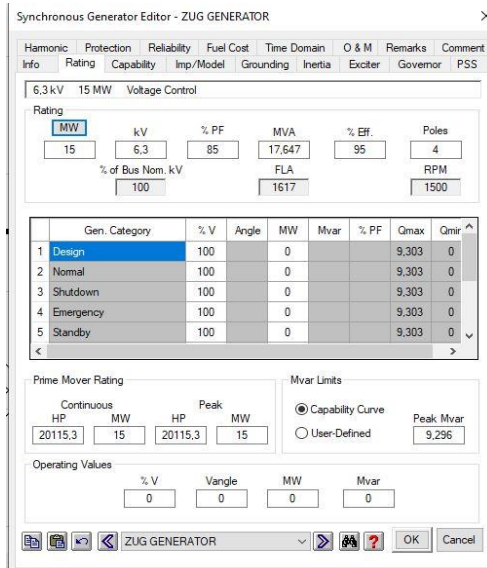 Synchronous Generator Editor - ZUG GENERATOR
Harmonic Protection Reliability Fuel Cost Time Domain O & M Remarks Comment
Info Rating Capability Imp/Model Grounding Inertia Exciter Governor PSS
6,3 kV 15 MW Voltage Control
Rating
MW kV % PF MVA % Eff. Poles
15 6,3 85 17,647 95 4
% of Bus Nom. kV FLA RPM
100 1617 1500
Gen. Category % V Angle MW Mvar % PF Qmax Qmin
1 Design 100 0 9,303 0
2 Normal 100 0 9,303 0
3 Shutdown 100 0 9,303 0
4 Emergency 100 0 9,303 0
5 Standby 100 0 9,303 0
Prime Mover Rating Mvar Limits
Continuous Peak
HP MW HP MW
20115,3 15 20115,3 15
Capability Curve
User-Defined
Peak Mvar
9,296
Operating Values
% V Vangle MW Mvar
0 0 0 0
ZUG GENERATOR ? OK Cancel